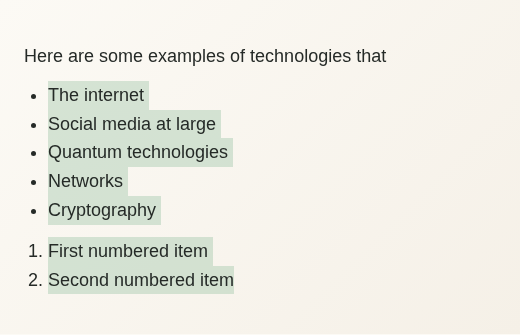 Here are some examples of technologies that
• The internet
• Social media at large
• Quantum technologies
• Networks
• Cryptography
1. First numbered item
2. Second numbered item